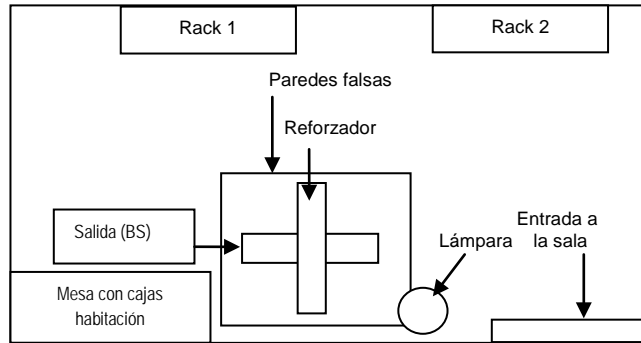 Rack 1
Rack 2
Paredes falsas
Reforzador
Salida (BS)
Lámpara
Entrada a
la sala
Mesa con cajas
habitación